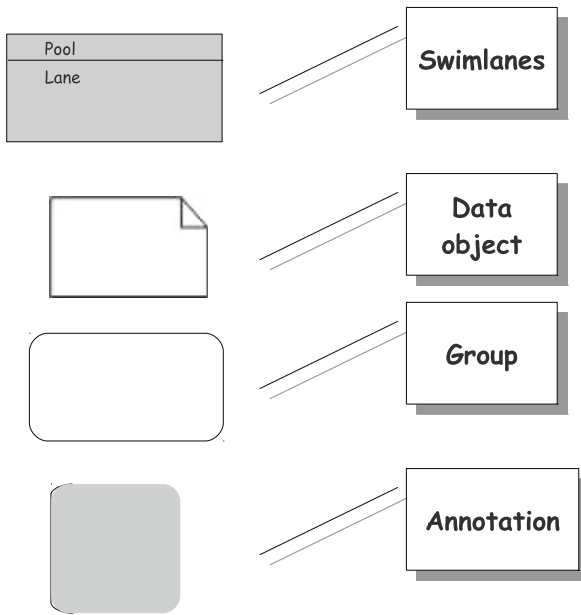 Pool
Lane
Swimlanes
Data
object
Group
Annotation